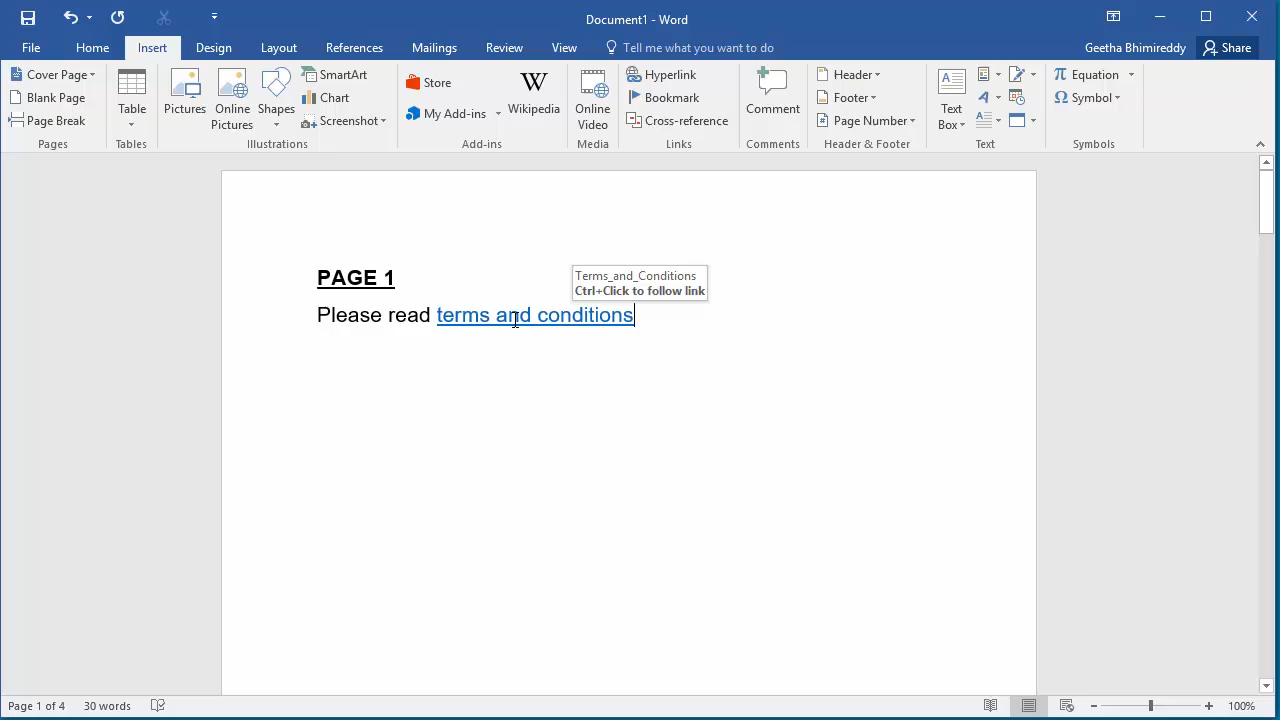 Document1 - Word
File Home Insert Design Layout References Mailings Review View Tell me what you want to do Geetha Bhimireddy Share
Cover Page
Blank Page
Page Break
Pages
Table
Tables
Pictures
Online
Pictures
Shapes
SmartArt
Chart
Screenshot
Illustrations
Store
My Add-ins
W
Wikipedia
Add-ins
Online
Video
Media
Hyperlink
Bookmark
Cross-reference
Links
Comment
Comments
Header
Footer
Page Number
Header & Footer
Text
Box
A
Text
π Equation
Ω Symbol
Symbols
PAGE 1
Terms_and_Conditions
Ctrl+Click to follow link
Please read terms and conditions
Page 1 of 4 30 words 100%